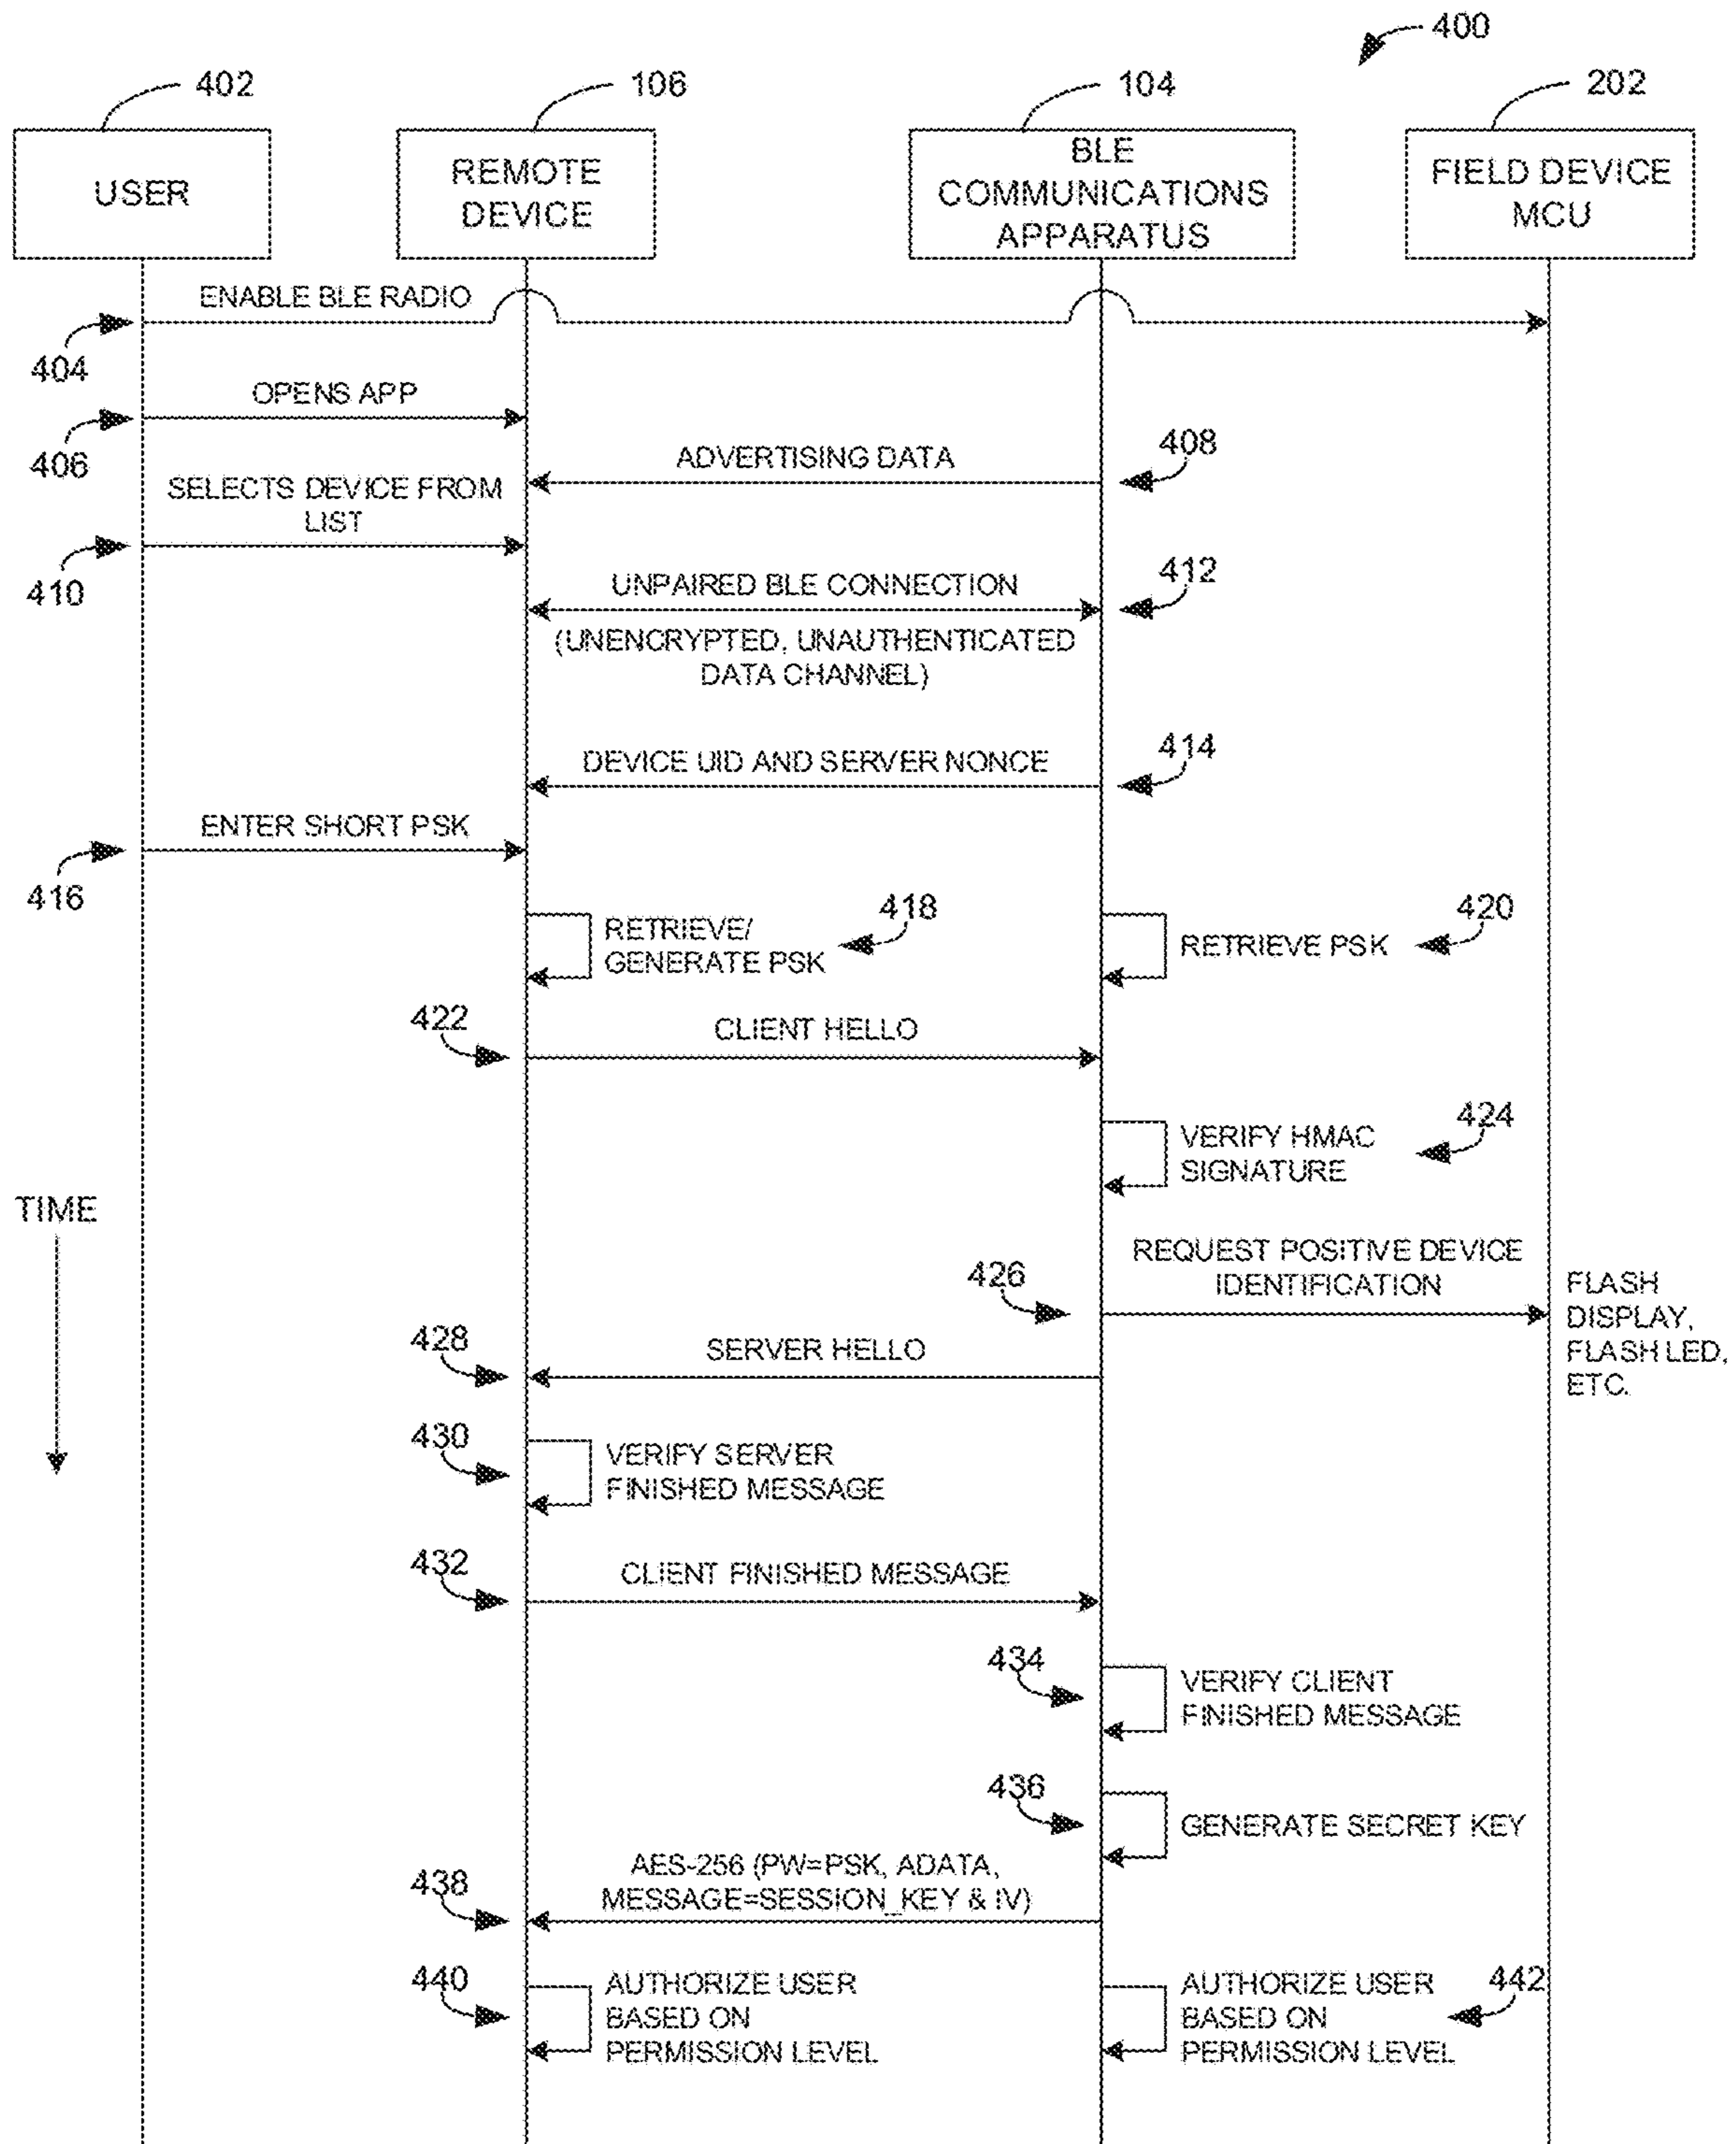 400
402
106
104
202
USER
REMOTE
DEVICE
BLE
COMMUNICATIONS
APPARATUS
FIELD DEVICE
MCU
ENABLE BLE RADIO
404
OPENS APP
406
ADVERTISING DATA
408
SELECTS DEVICE FROM
LIST
410
UNPAIRED BLE CONNECTION
412
(UNENCRYPTED, UNAUTHENTICATED
DATA CHANNEL)
DEVICE UID AND SERVER NONCE
414
ENTER SHORT PSK
416
RETRIEVE/
GENERATE PSK
418
RETRIEVE PSK
420
422
CLIENT HELLO
VERIFY HMAC
SIGNATURE
424
TIME
426
REQUEST POSITIVE DEVICE
IDENTIFICATION
FLASH
DISPLAY,
FLASH LED,
ETC.
428
SERVER HELLO
430
VERIFY SERVER
FINISHED MESSAGE
432
CLIENT FINISHED MESSAGE
434
VERIFY CLIENT
FINISHED MESSAGE
436
GENERATE SECRET KEY
438
AES-256 (PW=PSK, ADATA,
MESSAGE=SESSION_KEY & IV)
440
AUTHORIZE USER
BASED ON
PERMISSION LEVEL
AUTHORIZE USER
BASED ON
PERMISSION LEVEL
442